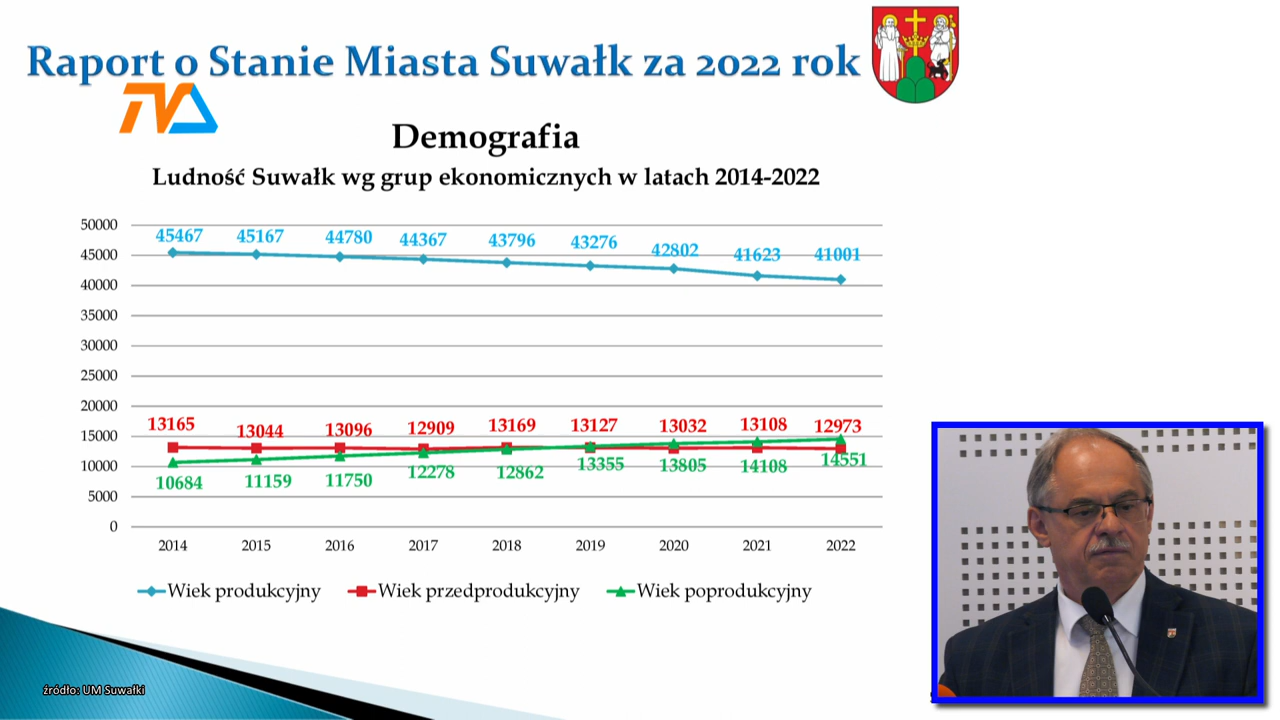 Raport o Stanie Miasta Suwałk za 2022 rok
TVA
Demografia
Ludność Suwałk wg grup ekonomicznych w latach 2014-2022
50000
45467 45167 44780 44367 43796 43276 42802 41623 41001
45000
40000
35000
30000
25000
20000
13165 13044 13096 12909 13169 13127 13032 13108 12973
15000
10000
10684 11159 11750 12278 12862 13355 13805 14108 14551
5000
0
2014 2015 2016 2017 2018 2019 2020 2021 2022
Wiek produkcyjny Wiek przedprodukcyjny Wiek poprodukcyjny
źródło: UM Suwałki